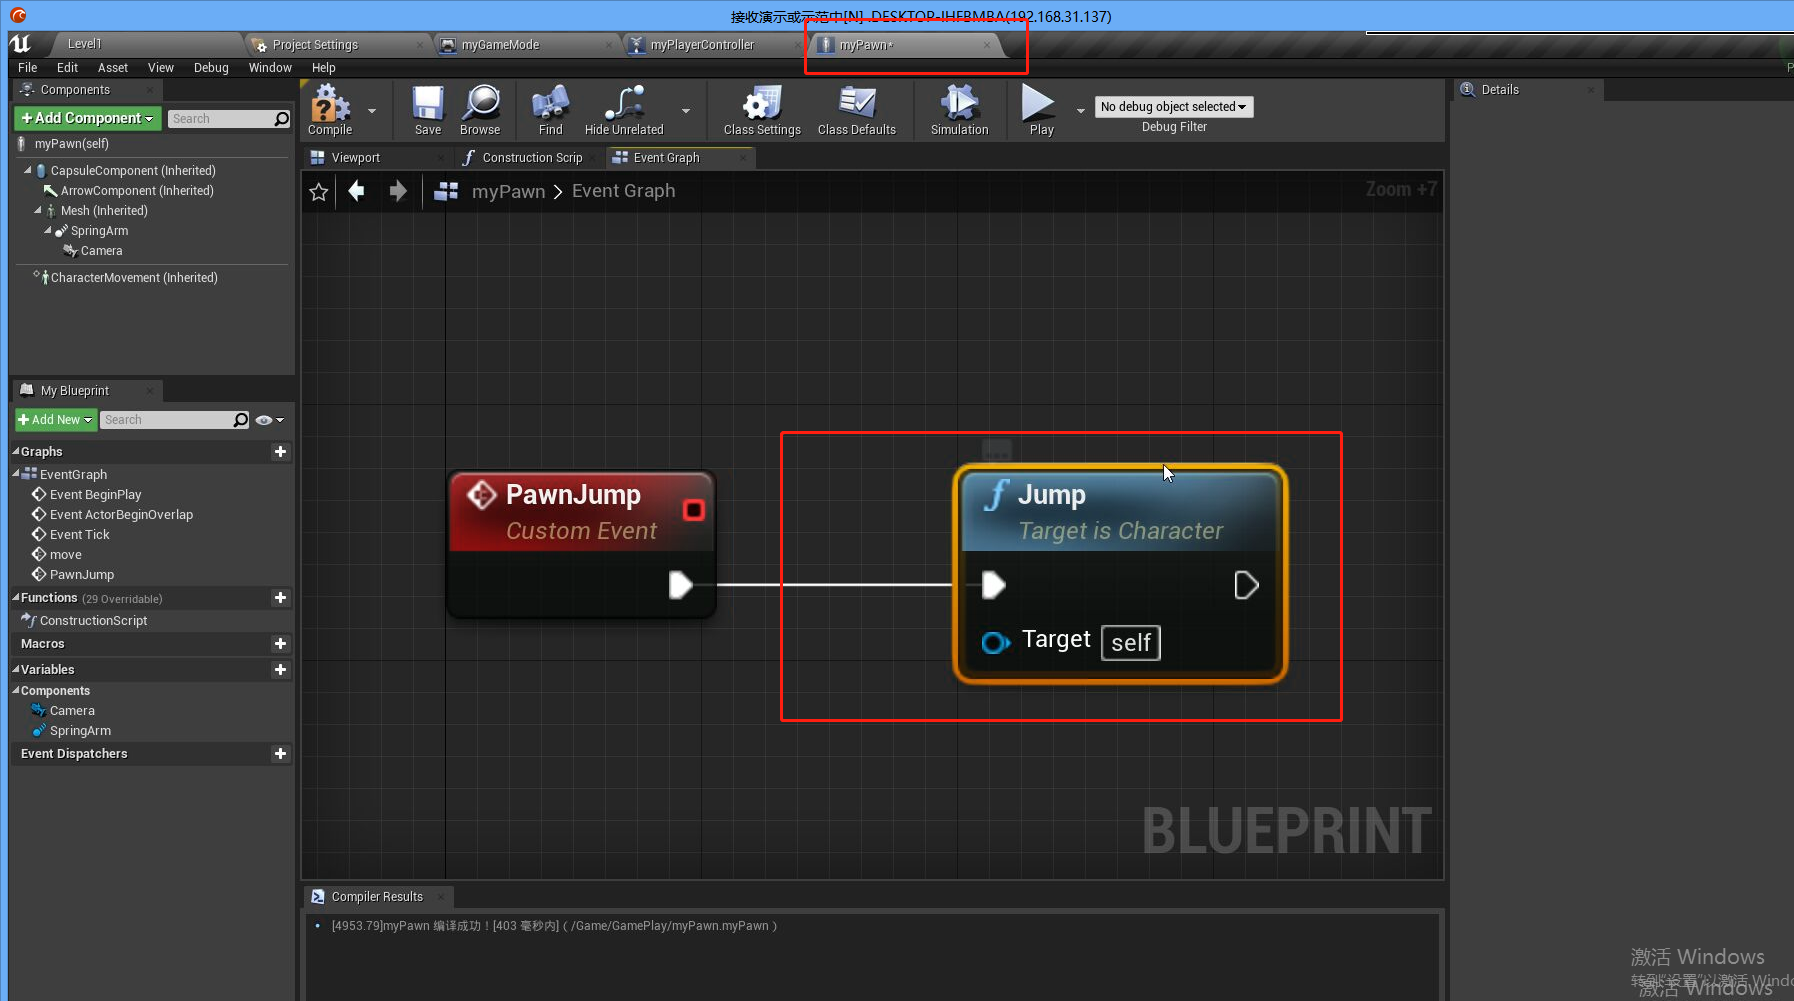 接收演示或示范中[N] .DESKTOP-IHFBMBA(192.168.31.137)
Level1
Project Settings
myGameMode
myPlayerController
myPawn*
File Edit Asset View Debug Window Help
Components
+Add Component
Search
myPawn(self)
CapsuleComponent (Inherited)
ArrowComponent (Inherited)
Mesh (Inherited)
SpringArm
Camera
CharacterMovement (Inherited)
Compile
Save
Browse
Find
Hide Unrelated
Class Settings
Class Defaults
Simulation
Play
No debug object selected
Debug Filter
Details
Viewport
Construction Scrip
Event Graph
myPawn > Event Graph
Zoom +7
My Blueprint
+Add New
Search
Graphs
EventGraph
Event BeginPlay
Event ActorBeginOverlap
Event Tick
move
PawnJump
Functions (29 Overridable)
ConstructionScript
Macros
Variables
Components
Camera
SpringArm
Event Dispatchers
PawnJump
Custom Event
Jump
Target is Character
Target self
BLUEPRINT
Compiler Results
[4953.79]myPawn 编译成功！[403 毫秒内] ( /Game/GamePlay/myPawn.myPawn )
激活 Windows
转到“设置”以激活 Windo
激活 Windows